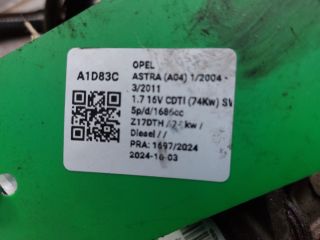 A1D83C
OPEL
ASTRA (A04) 1/2004 -
3/2011
1.7 16V CDTI (74Kw) SW
5p/d/1686cc
Z17DTH / kw /
Diesel / /
PRA: 1697/2024
2024-10-03